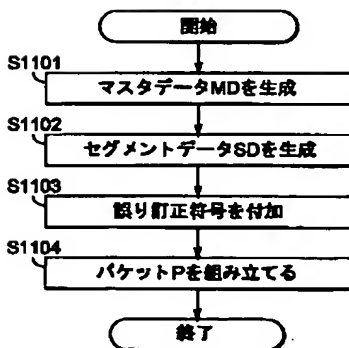 開始
S1101
マスタデータMDを生成
S1102
セグメントデータSDを生成
S1103
誤り訂正符号を付加
S1104
パケットPを組み立てる
終了